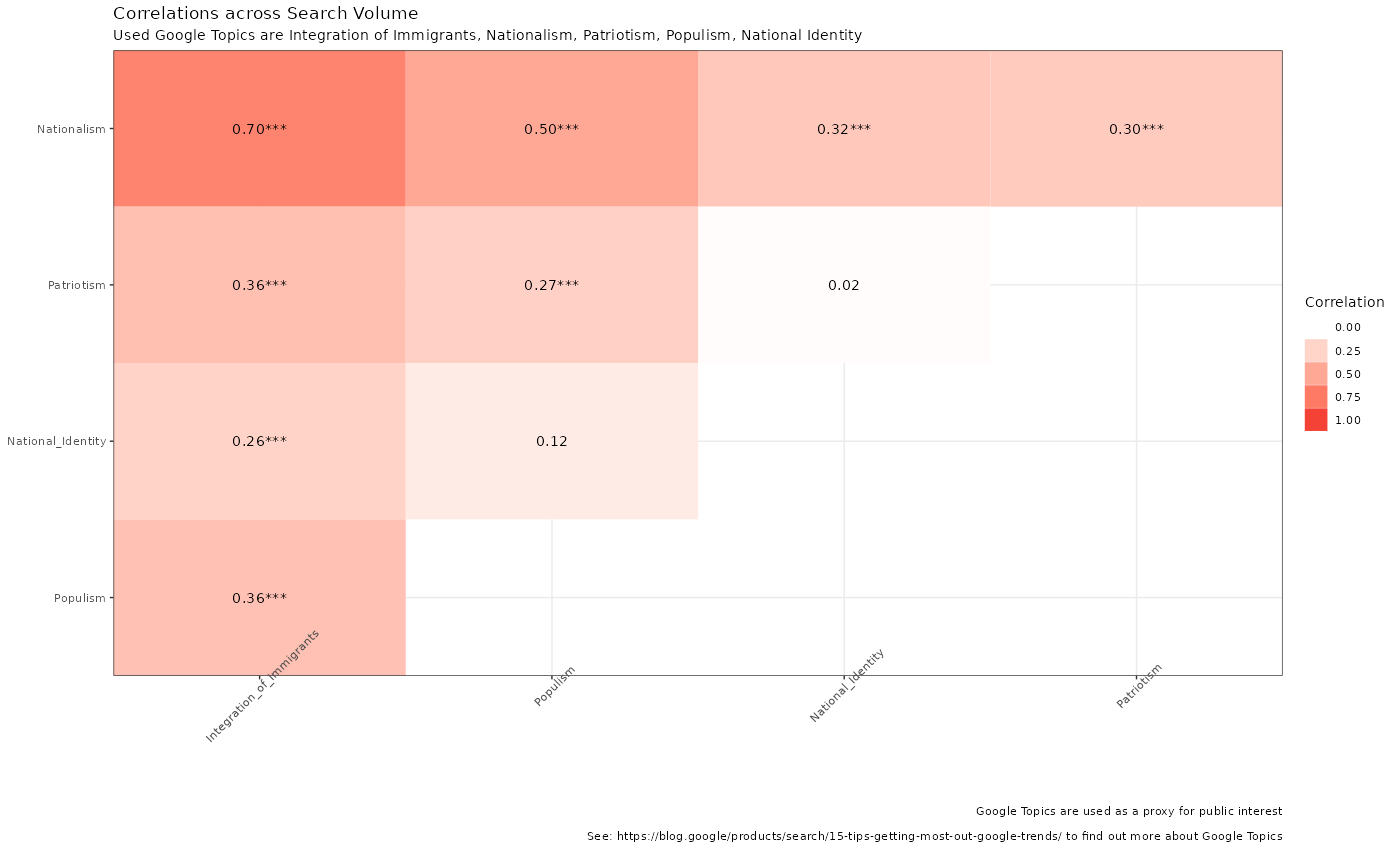 Correlations across Search Volume
Used Google Topics are Integration of Immigrants, Nationalism, Patriotism, Populism, National Identity
Nationalism
0.70***
0.50***
0.32***
0.30***
Patriotism
0.36***
0.27***
0.02
National_Identity
0.26***
0.12
Populism
0.36***
Integration_of_Immigrants
Populism
National_Identity
Patriotism
Correlation
0.00
0.25
0.50
0.75
1.00
Google Topics are used as a proxy for public interest
See: https://blog.google/products/search/15-tips-getting-most-out-google-trends/ to find out more about Google Topics